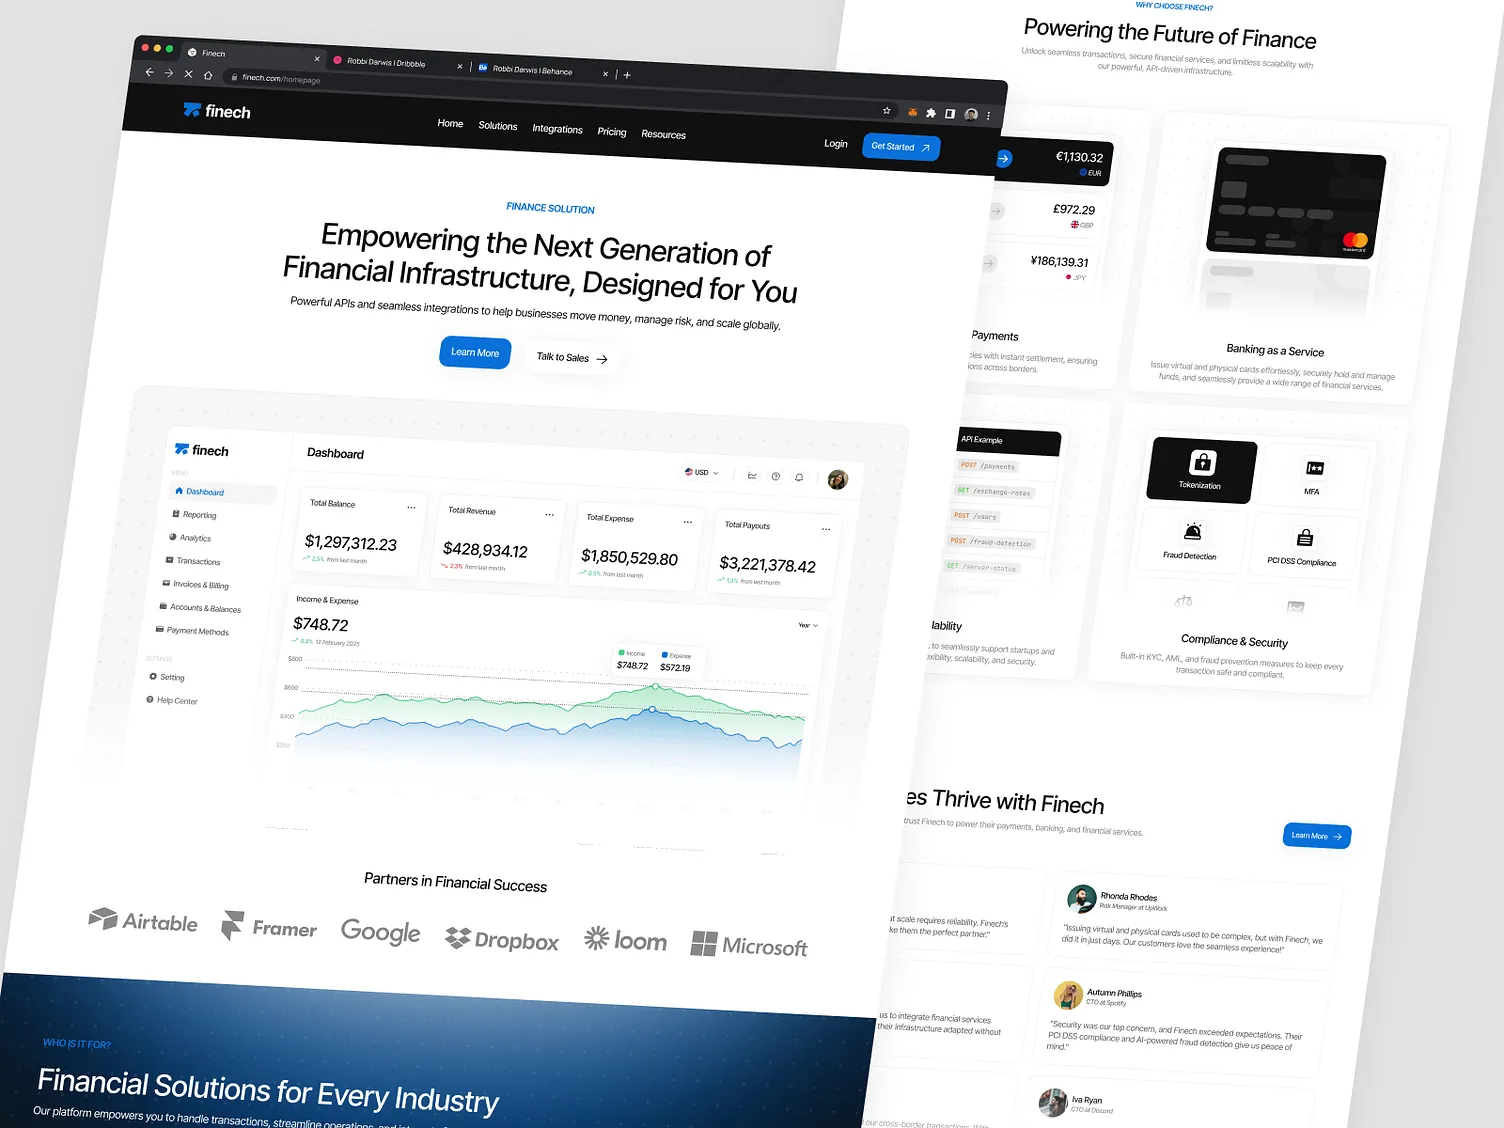 Finech
Robbi Darwis | Dribbble
Robbi Darwis | Behance
finech.com/homepage
finech
Home
Solutions
Integrations
Pricing
Resources
Login
Get Started
FINANCE SOLUTION
Empowering the Next Generation of
Financial Infrastructure, Designed for You
Powerful APIs and seamless integrations to help businesses move money, manage risk, and scale globally.
Learn More
Talk to Sales
finech
MENU
Dashboard
Reporting
Analytics
Transactions
Invoices & Billing
Accounts & Balances
Payment Methods
SETTINGS
Setting
Help Center
Dashboard
USD
Total Balance
$1,297,312.23
2.5% from last month
Total Revenue
$428,934.12
2.3% from last month
Total Expense
$1,850,529.80
0.5% from last month
Total Payouts
$3,221,378.42
1.3% from last month
Income & Expense
$748.72
0.4% 12 February 2025
Year
Income
$748.72
Expense
$572.19
$800
$600
$400
$200
Partners in Financial Success
Airtable
Framer
Google
Dropbox
loom
Microsoft
WHO IS IT FOR?
Financial Solutions for Every Industry
Our platform empowers you to handle transactions, streamline operations, and
WHY CHOOSE FINECH?
Powering the Future of Finance
Unlock seamless transactions, secure financial services, and limitless scalability with
our powerful, API-driven infrastructure.
€1,130.32
EUR
£972.29
GBP
¥186,139.31
JPY
Payments
cies with instant settlement, ensuring
ions across borders.
mastercard
Banking as a Service
Issue virtual and physical cards effortlessly, securely hold and manage
funds, and seamlessly provide a wide range of financial services.
API Example
POST /payments
GET /exchange-rates
POST /users
POST /fraud-detection
GET /server-status
lability
to seamlessly support startups and
exibility, scalability, and security.
Tokenization
MFA
Fraud Detection
PCI DSS Compliance
Compliance & Security
Built-in KYC, AML, and fraud prevention measures to keep every
transaction safe and compliant.
es Thrive with Finech
trust Finech to power their payments, banking, and financial services.
Learn More
at scale requires reliability. Finech's
ke them the perfect partner."
Rhonda Rhodes
Risk Manager at UpWork
"Issuing virtual and physical cards used to be complex, but with Finech, we
did it in just days. Our customers love the seamless experience!"
us to integrate financial services
their infrastructure adapted without
Autumn Phillips
CTO at Spotify
"Security was our top concern, and Finech exceeded expectations. Their
PCI DSS compliance and AI-powered fraud detection give us peace of
mind."
Iva Ryan
CTO at Discord
our cross-border transactions. With